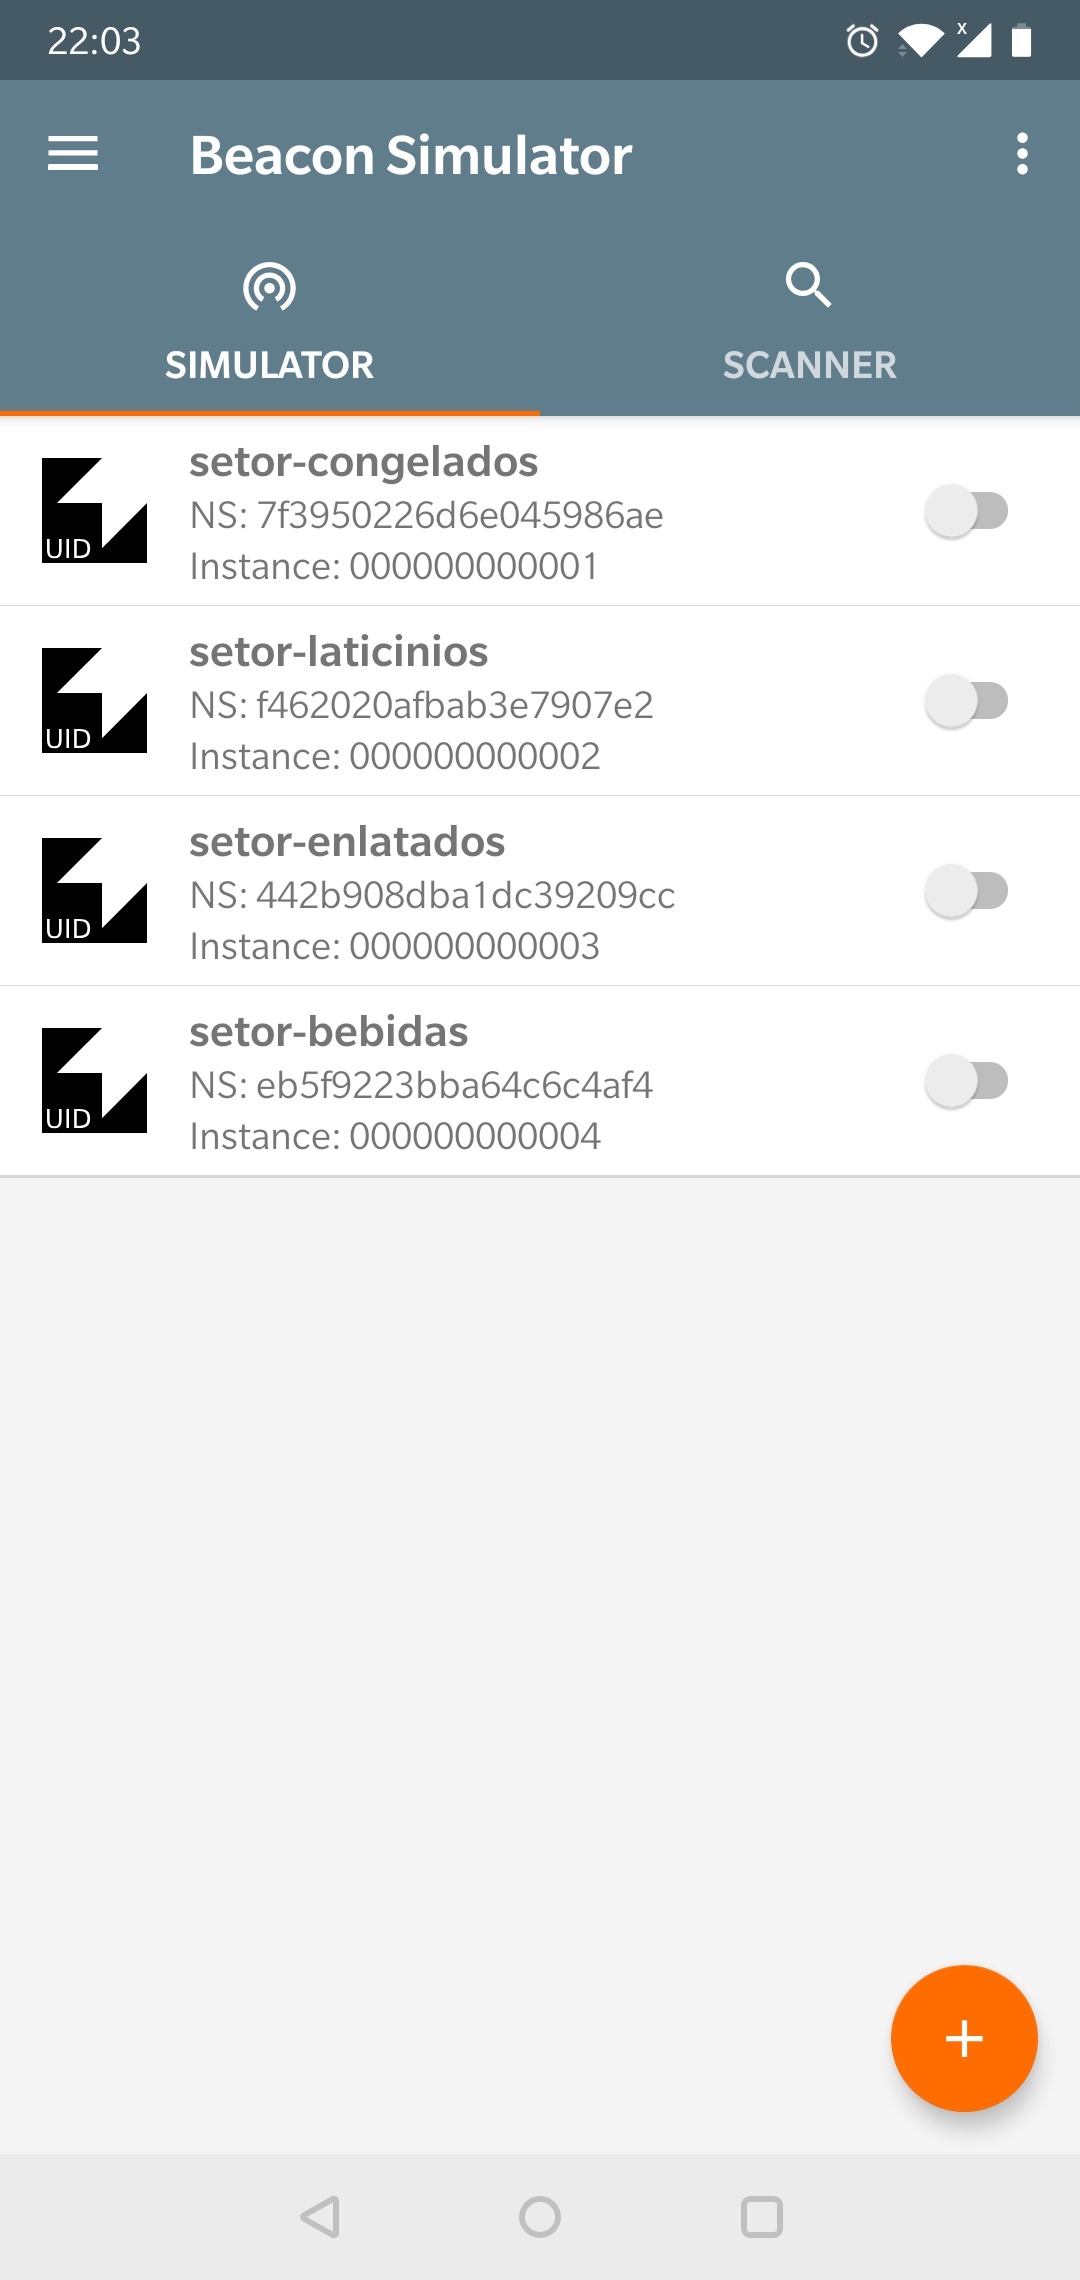 22:03
Beacon Simulator
SIMULATOR
SCANNER
setor-congelados
NS: 7f3950226d6e045986ae
Instance: 000000000001
UID
setor-laticinios
NS: f462020afbab3e7907e2
Instance: 000000000002
UID
setor-enlatados
NS: 442b908dba1dc39209cc
Instance: 000000000003
UID
setor-bebidas
NS: eb5f9223bba64c6c4af4
Instance: 000000000004
UID